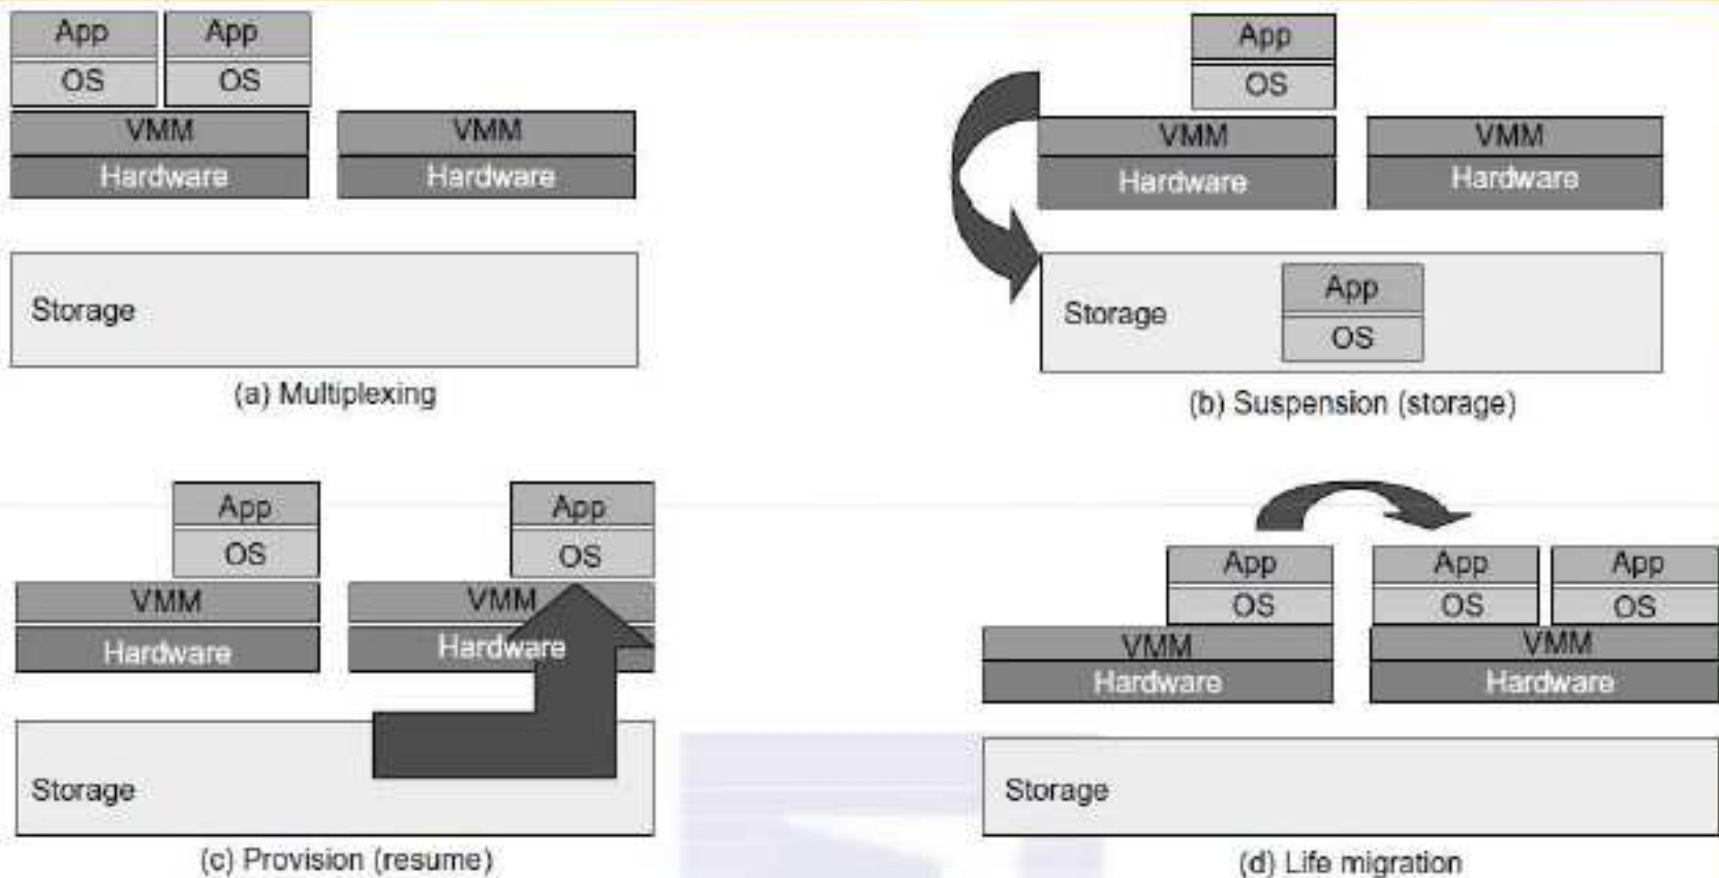 App App
OS OS
VMM VMM
Hardware Hardware
Storage
(a) Multiplexing
App
OS
VMM VMM
Hardware Hardware
Storage
App
OS
(b) Suspension (storage)
App App
OS OS
VMM VMM
Hardware Hardware
Storage
(c) Provision (resume)
App App App
OS OS OS
VMM VMM
Hardware Hardware
Storage
(d) Life migration